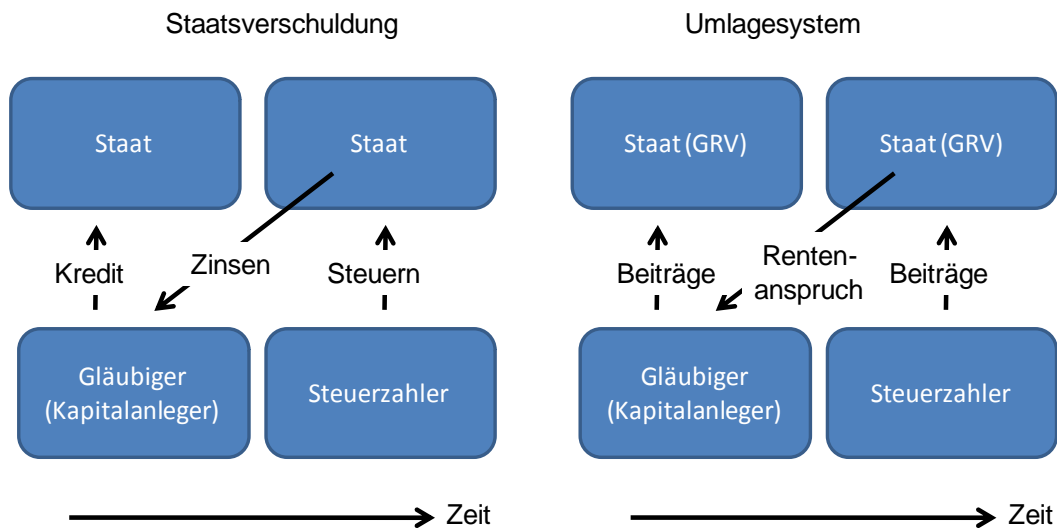 Staatsverschuldung
Staat
Staat
Kredit
Zinsen
Steuern
Gläubiger
(Kapitalanleger)
Steuerzahler
Zeit
Umlagesystem
Staat (GRV)
Staat (GRV)
Beiträge
Renten-
anspruch
Beiträge
Gläubiger
(Kapitalanleger)
Steuerzahler
Zeit